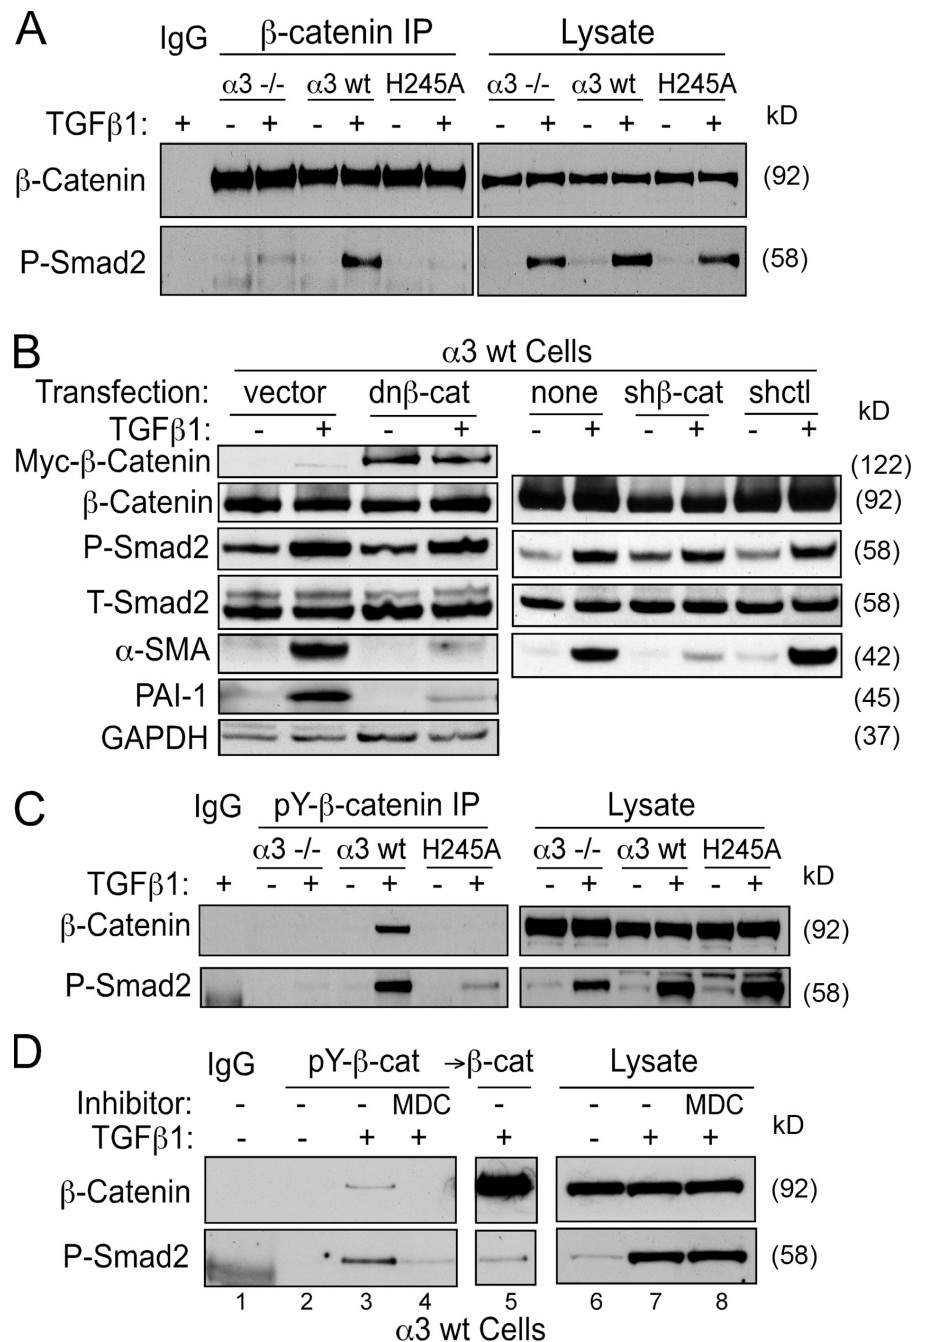 A
IgG β-catenin IP Lysate
α3 -/- α3 wt H245A α3 -/- α3 wt H245A
TGFβ1: + - + - + - + - + - + - + kD
β-Catenin (92)
P-Smad2 (58)
B
α3 wt Cells
Transfection: vector dnβ-cat none shβ-cat shctl
TGFβ1: - + - + - + - + - + kD
Myc-β-Catenin (122)
β-Catenin (92)
P-Smad2 (58)
T-Smad2 (58)
α-SMA (42)
PAI-1 (45)
GAPDH (37)
C
IgG pY-β-catenin IP Lysate
α3 -/- α3 wt H245A α3 -/- α3 wt H245A
TGFβ1: + - + - + - + - + - + - + kD
β-Catenin (92)
P-Smad2 (58)
D
IgG pY-β-cat →β-cat Lysate
Inhibitor: - - - MDC - - - MDC
TGFβ1: - - + + + - + + kD
β-Catenin (92)
P-Smad2 (58)
1 2 3 4 5 6 7 8
α3 wt Cells